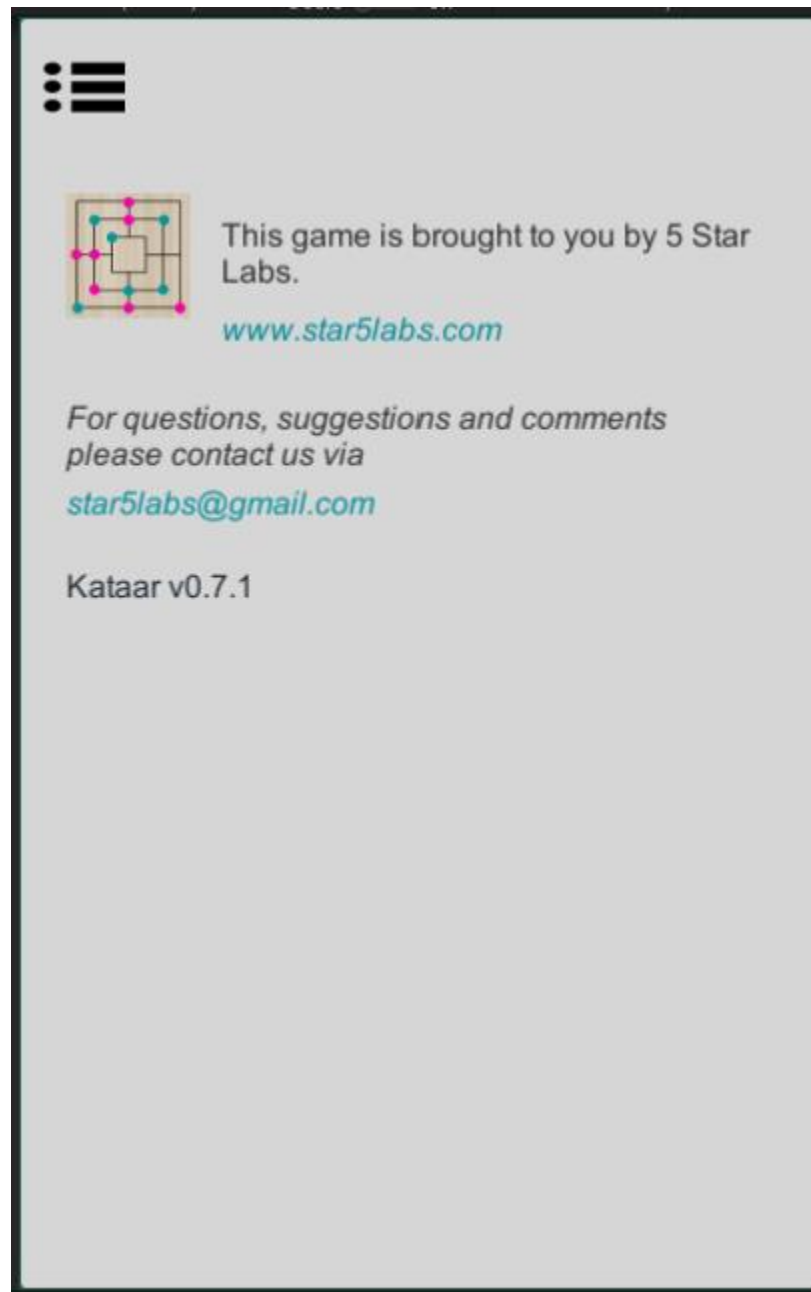 This game is brought to you by 5 Star
Labs.
www.star5labs.com
For questions, suggestions and comments
please contact us via
star5labs@gmail.com
Kataar v0.7.1